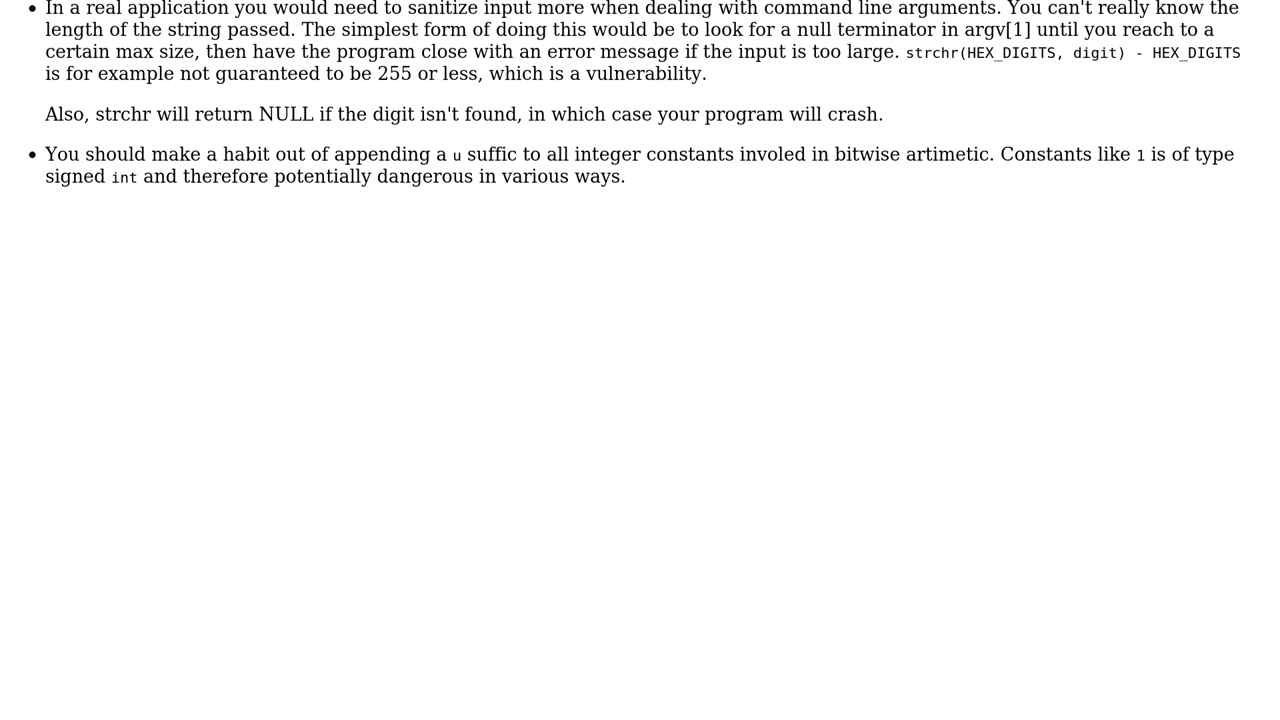 • In a real application you would need to sanitize input more when dealing with command line arguments. You can't really know the
length of the string passed. The simplest form of doing this would be to look for a null terminator in argv[1] until you reach to a
certain max size, then have the program close with an error message if the input is too large. strchr(HEX_DIGITS, digit) - HEX_DIGITS
is for example not guaranteed to be 255 or less, which is a vulnerability.
Also, strchr will return NULL if the digit isn't found, in which case your program will crash.
• You should make a habit out of appending a u suffic to all integer constants involed in bitwise artimetic. Constants like 1 is of type
signed int and therefore potentially dangerous in various ways.